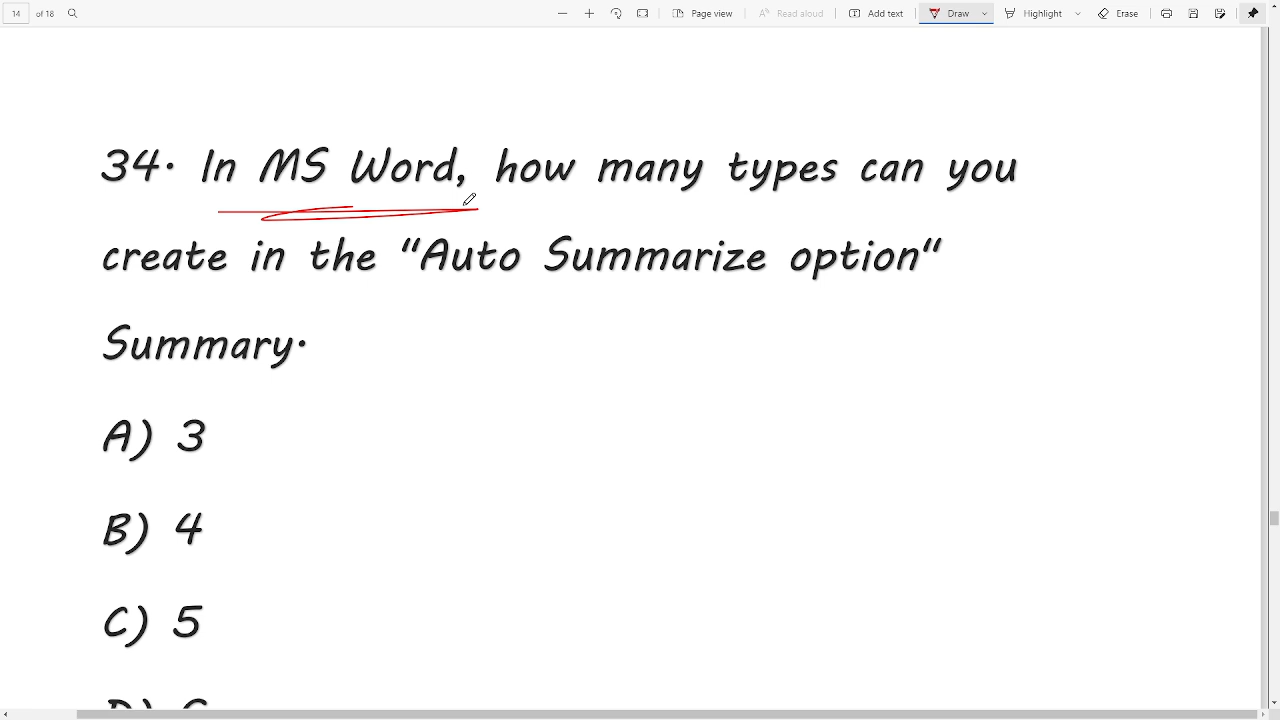 14 of 18 Page view Read aloud Add text Draw Highlight Erase
34. In MS Word, how many types can you
create in the "Auto Summarize option"
Summary.
A) 3
B) 4
C) 5